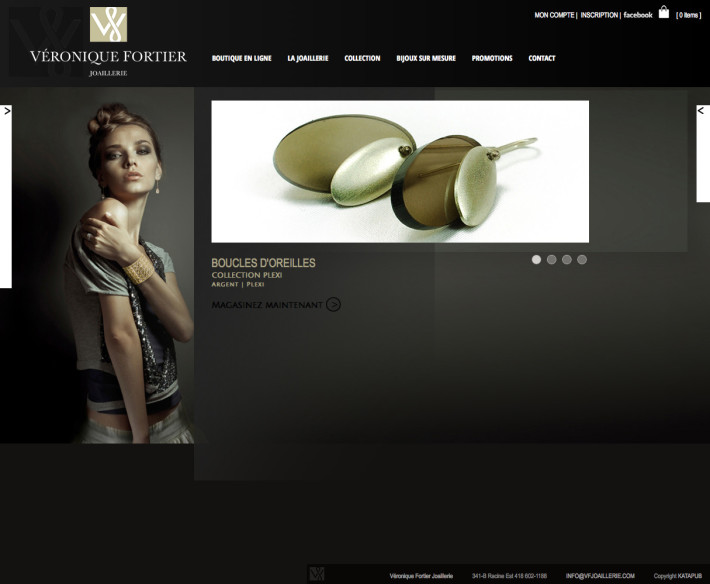 MON COMPTE | INSCRIPTION | facebook [ 0 Items ]
VÉRONIQUE FORTIER
JOAILLERIE
BOUTIQUE EN LIGNE LA JOAILLERIE COLLECTION BIJOUX SUR MESURE PROMOTIONS CONTACT
> <
BOUCLES D'OREILLES
COLLECTION PLEXI
ARGENT | PLEXI
MAGASINEZ MAINTENANT >
Véronique Fortier Joaillerie 341-B Racine Est 418 602-1188 INFO@VFJOAILLERIE.COM Copyright KATAPUB